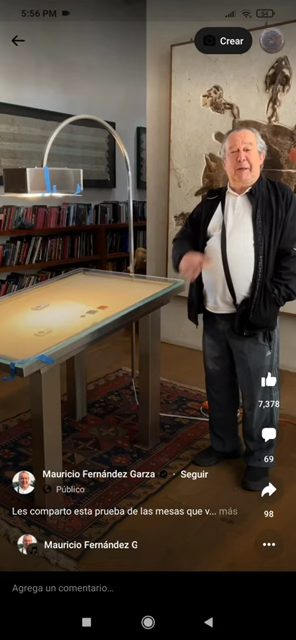 5:56 PM
54
Crear
7,378
69
Mauricio Fernández Garza · Seguir
Público
98
Les comparto esta prueba de las mesas que v... más
Mauricio Fernández G
Agrega un comentario...